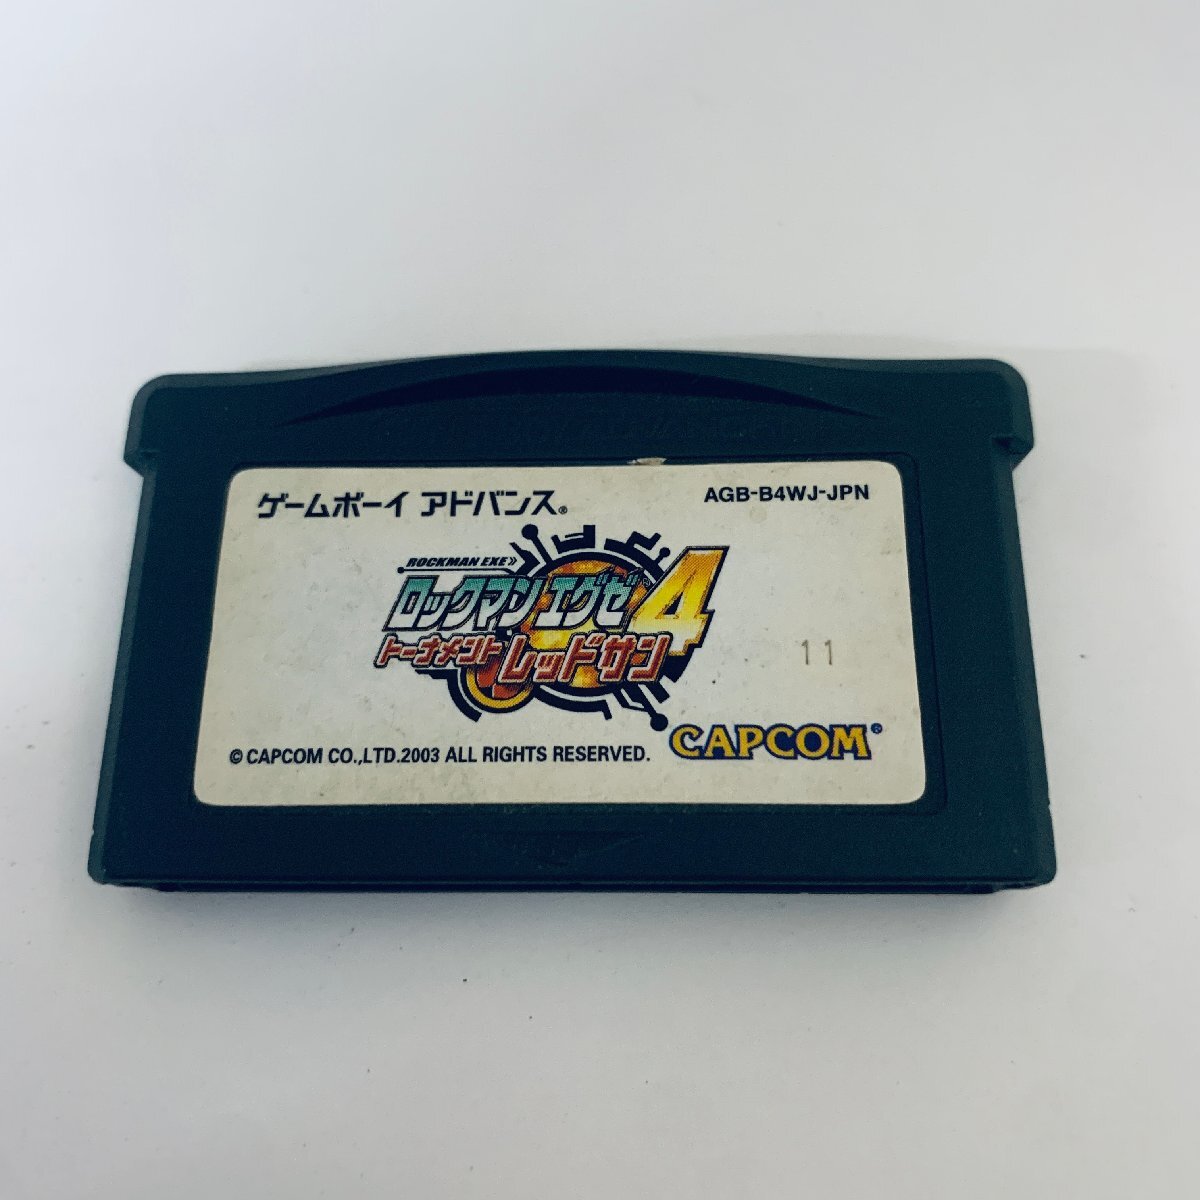 ゲームボーイ アドバンス®
AGB-B4WJ-JPN
ROCKMAN EXE»
ロックマン エグゼ4
トーナメント レッドサン
11
©CAPCOM CO.,LTD.2003 ALL RIGHTS RESERVED.
CAPCOM®